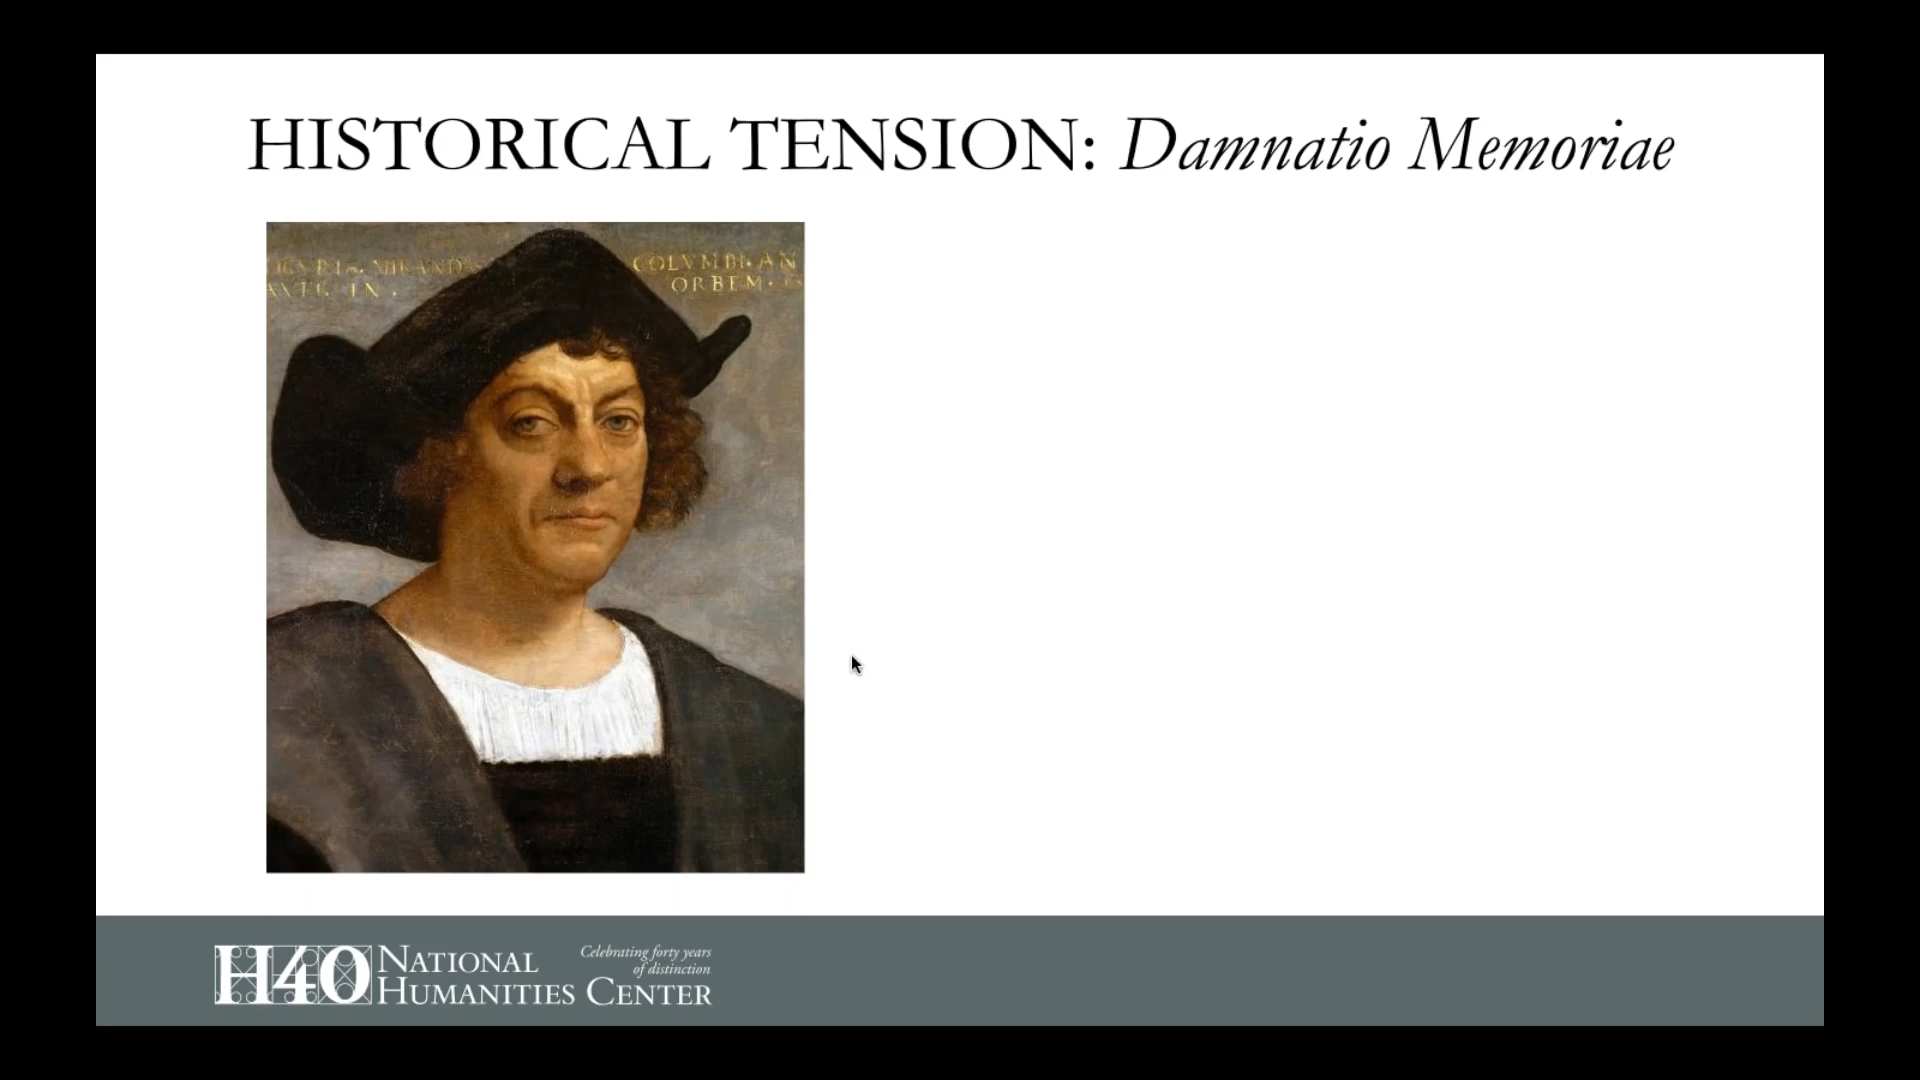 HISTORICAL TENSION: Damnatio Memoriae
COLVMBI. AN
ORBEM.
H40 NATIONAL HUMANITIES CENTER
Celebrating forty years
of distinction